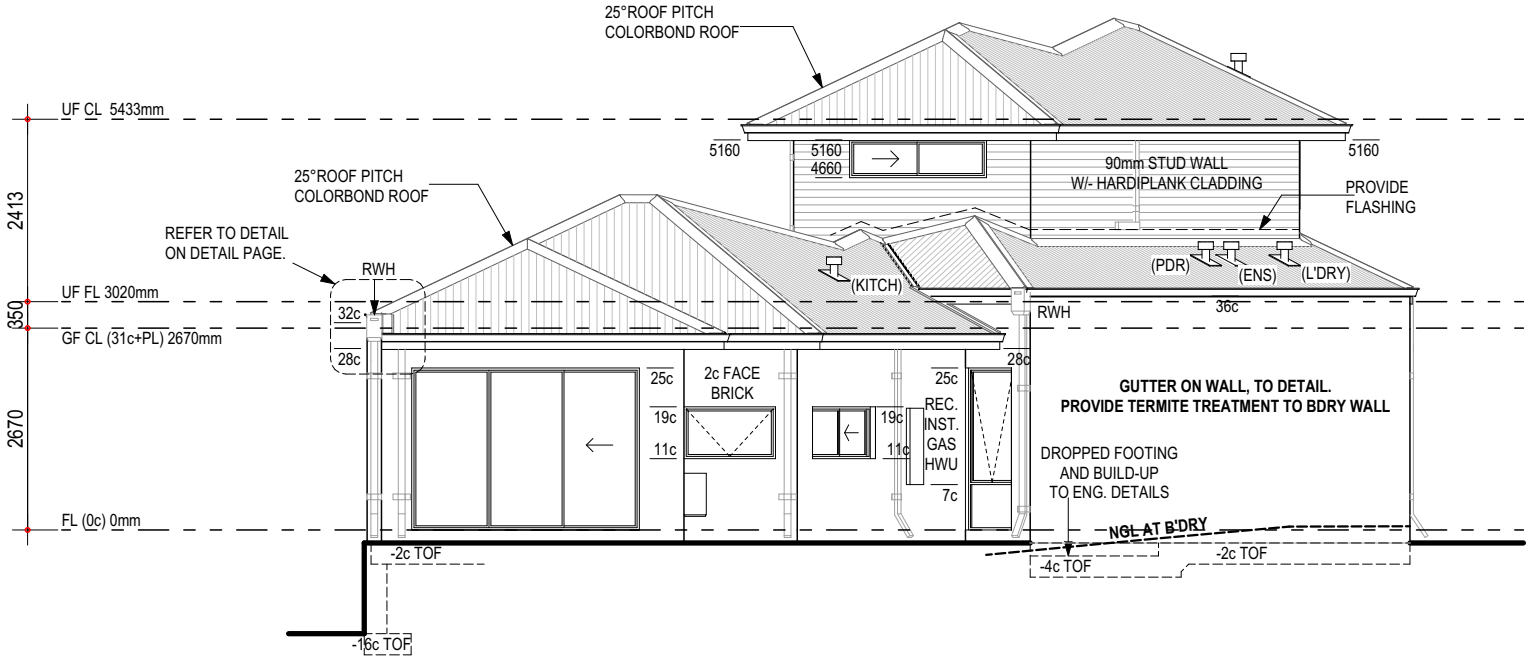 25°ROOF PITCH
COLORBOND ROOF
UF CL 5433mm
5160
5160
4660
5160
90mm STUD WALL
W/- HARDIPLANK CLADDING
PROVIDE
FLASHING
25°ROOF PITCH
COLORBOND ROOF
2413
REFER TO DETAIL
ON DETAIL PAGE.
RWH
(KITCH)
(PDR)
(ENS)
(L'DRY)
UF FL 3020mm
350
32c
RWH
36c
GF CL (31c+PL) 2670mm
28c
28c
2c FACE
BRICK
25c
25c
GUTTER ON WALL, TO DETAIL.
PROVIDE TERMITE TREATMENT TO BDRY WALL
2670
19c
19c
REC.
INST.
GAS
HWU
11c
11c
7c
DROPPED FOOTING
AND BUILD-UP
TO ENG. DETAILS
FL (0c) 0mm
NGL AT B'DRY
-2c TOF
-4c TOF
-2c TOF
-16c TOF